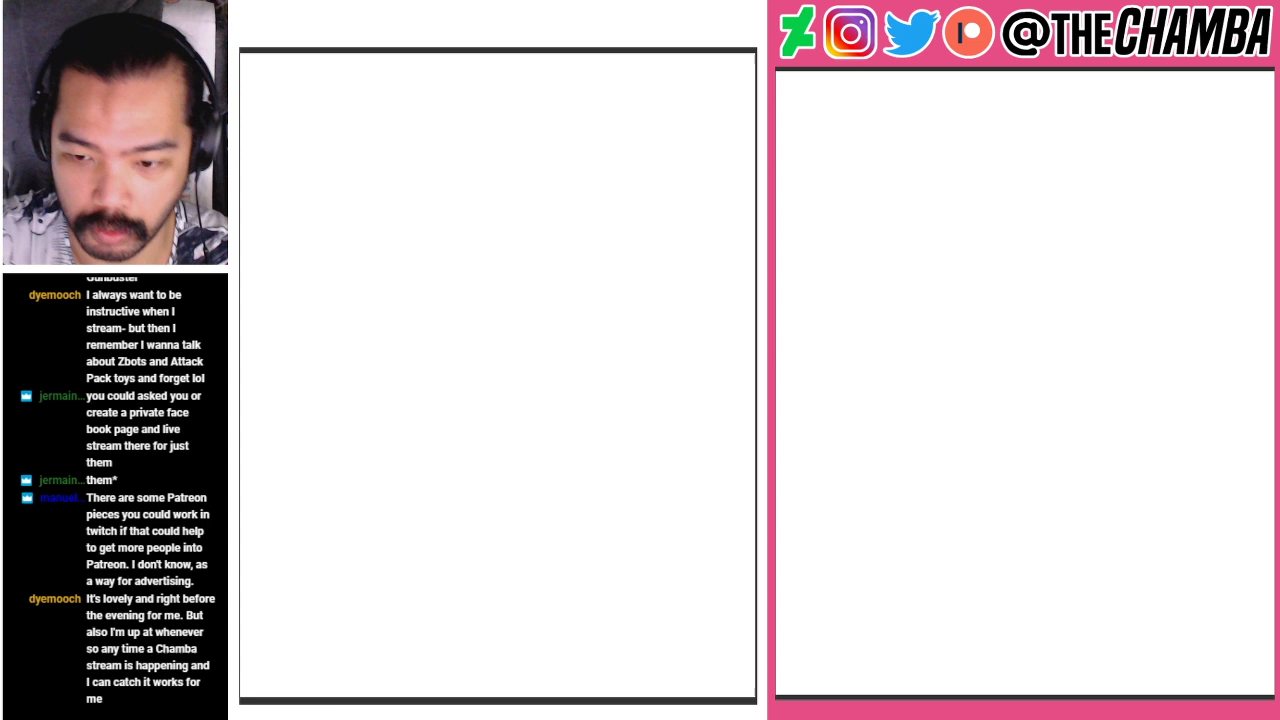 @THECHAMBA
Gunbuster
dyemooch I always want to be
instructive when I
stream- but then I
remember I wanna talk
about Zbots and Attack
Pack toys and forget lol
jermain... you could asked you or
create a private face
book page and live
stream there for just
them
jermain... them*
manuel... There are some Patreon
pieces you could work in
twitch if that could help
to get more people into
Patreon. I don't know, as
a way for advertising.
dyemooch It's lovely and right before
the evening for me. But
also I'm up at whenever
so any time a Chamba
stream is happening and
I can catch it works for
me